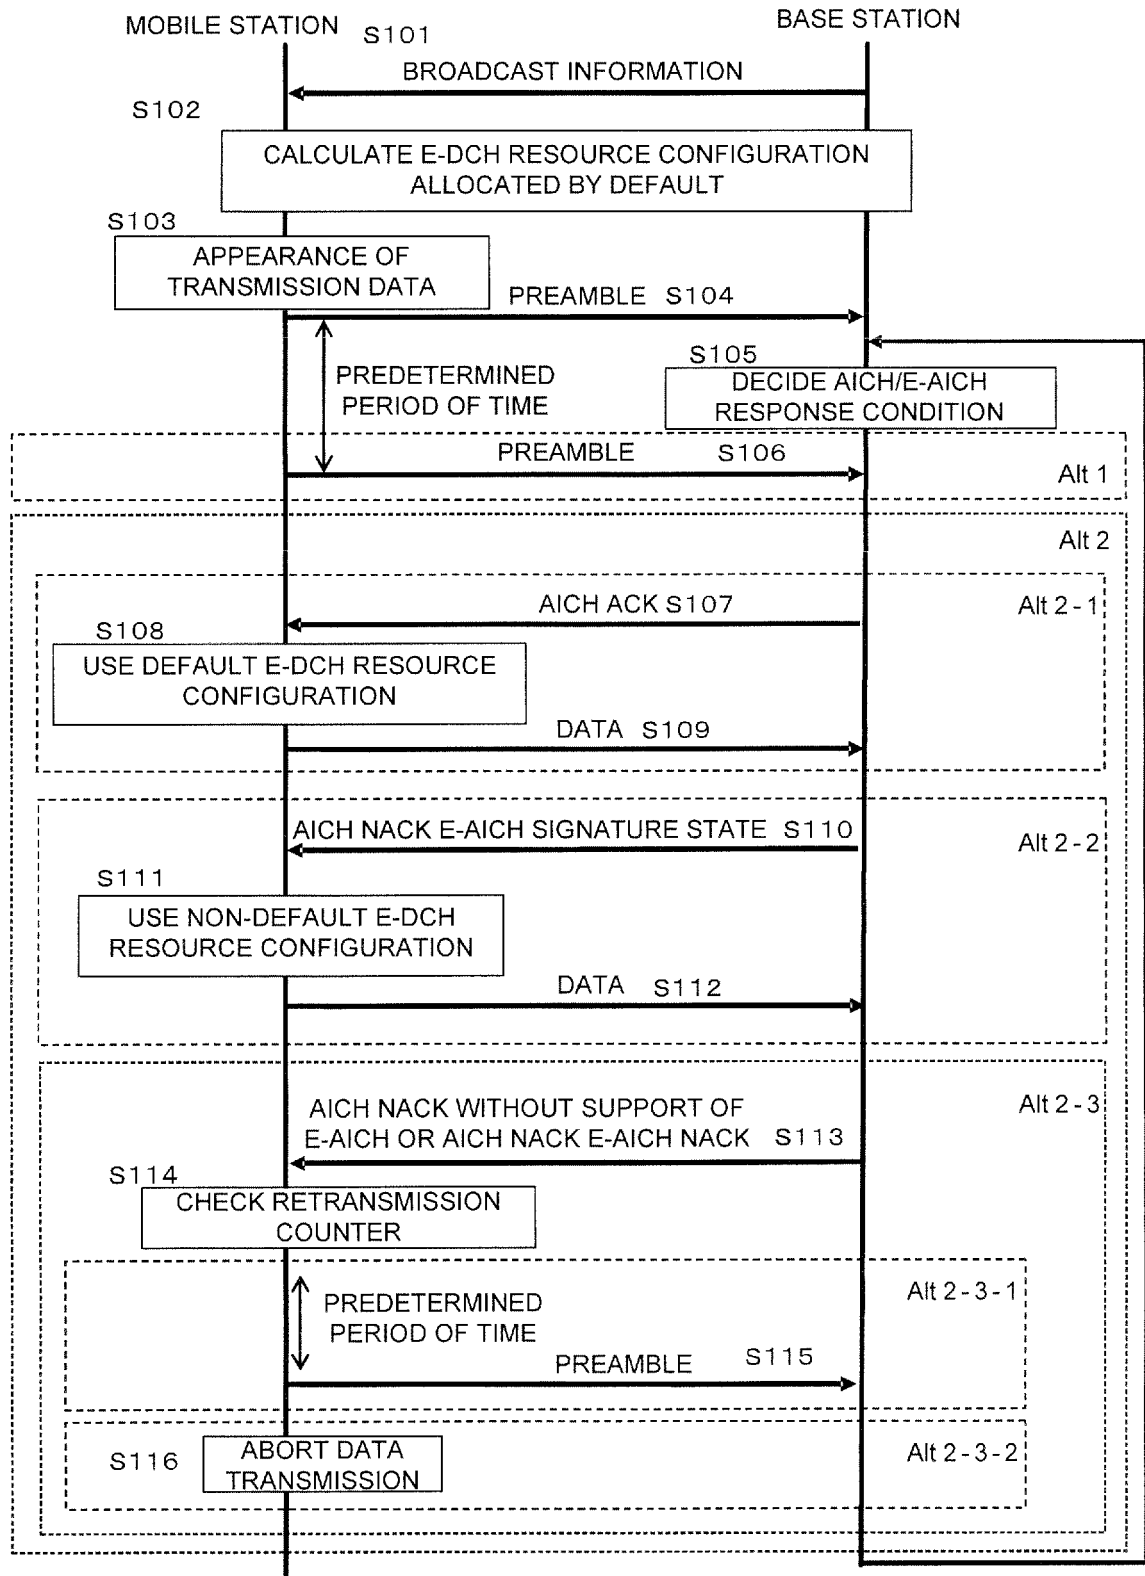 MOBILE STATION
BASE STATION
S101
BROADCAST INFORMATION
S102
CALCULATE E-DCH RESOURCE CONFIGURATION
ALLOCATED BY DEFAULT
S103
APPEARANCE OF
TRANSMISSION DATA
PREAMBLE S104
S105
PREDETERMINED
PERIOD OF TIME
DECIDE AICH/E-AICH
RESPONSE CONDITION
PREAMBLE S106
Alt 1
Alt 2
AICH ACK S107
Alt 2-1
S108
USE DEFAULT E-DCH RESOURCE
CONFIGURATION
DATA S109
AICH NACK E-AICH SIGNATURE STATE S110
Alt 2-2
S111
USE NON-DEFAULT E-DCH
RESOURCE CONFIGURATION
DATA S112
AICH NACK WITHOUT SUPPORT OF
E-AICH OR AICH NACK E-AICH NACK S113
Alt 2-3
S114
CHECK RETRANSMISSION
COUNTER
Alt 2-3-1
PREDETERMINED
PERIOD OF TIME
PREAMBLE S115
S116
ABORT DATA
TRANSMISSION
Alt 2-3-2